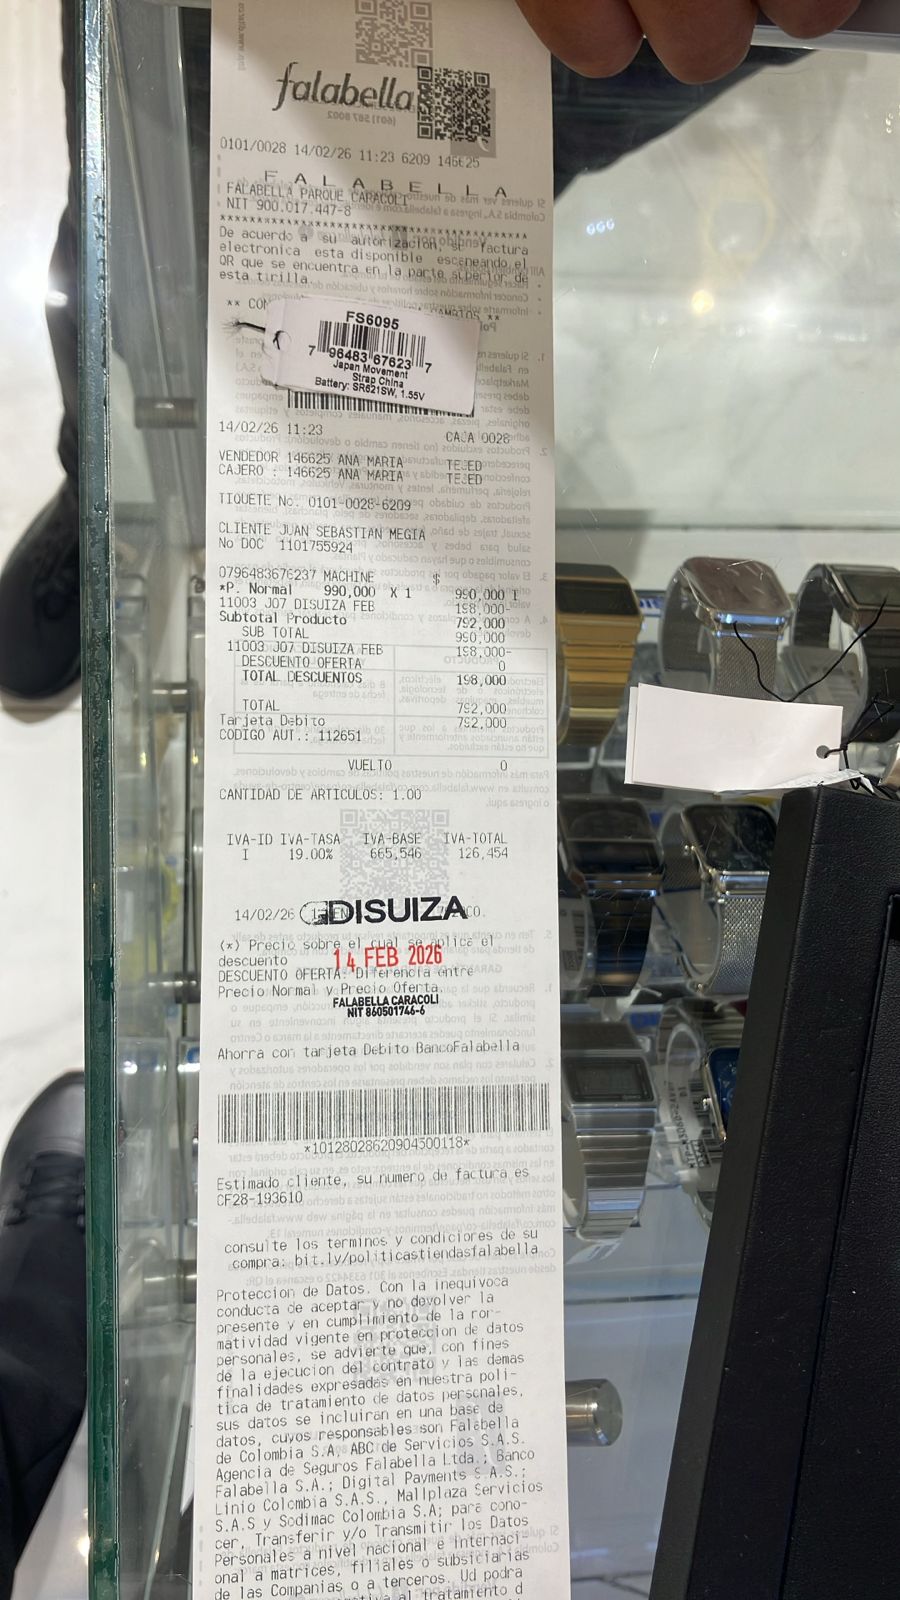 falabella
0101/0028 14/02/26 11:23 6209 146625
F A L A B E L L A
FALABELLA PARQUE CARACOLI
NIT 900.017.447-8
De acuerdo a su autorizacion, su factura
electronica esta disponible escaneando el
QR que se encuentra en la parte superior de
esta tirilla.
FS6095
7 96483 67623 7
Japan Movement
Strap China
Battery: SR621SW, 1.55V
14/02/26 11:23 CAJA 0028
VENDEDOR 146625 ANA MARIA TEJED
CAJERO : 146625 ANA MARIA TEJED
TIQUETE No. 0101-0028-6209
CLIENTE JUAN SEBASTIAN MEGIA
No DOC 1101755924
0796483676237 MACHINE $
*P. Normal 990,000 X 1 990,000 I
11003 J07 DISUIZA FEB 198,000-
Subtotal Producto 792,000
SUB TOTAL 990,000
11003 J07 DISUIZA FEB 198,000-
DESCUENTO OFERTA 0
TOTAL DESCUENTOS 198,000
TOTAL 792,000
Tarjeta Debito 792,000
CODIGO AUT.: 112651
VUELTO 0
CANTIDAD DE ARTICULOS: 1.00
IVA-ID IVA-TASA IVA-BASE IVA-TOTAL
I 19.00% 665,546 126,454
14/02/26
DISUIZA
(*) Precio sobre el cual se aplica el
descuento
14 FEB 2026
DESCUENTO OFERTA: Diferencia entre
Precio Normal y Precio Oferta.
FALABELLA CARACOLI
NIT 860501746-6
Ahorra con tarjeta Debito BancoFalabella
*10128028620904500118*
Estimado cliente, su numero de factura es
CF28-193610
consulte los terminos y condiciones de su
compra: bit.ly/politicastiendasfalabella
Proteccion de Datos. Con la inequivoca
conducta de aceptar y no devolver la
presente y en cumplimiento de la nor-
matividad vigente en proteccion de datos
personales, se advierte que, con fines
de la ejecucion del contrato y las demas
finalidades expresadas en nuestra poli-
tica de tratamiento de datos personales,
sus datos se incluiran en una base de
datos, cuyos responsables son Falabella
de Colombia S.A, ABC de Servicios S.A.S.
Agencia de Seguros Falabella Ltda.; Banco
Falabella S.A.; Digital Payments S.A.S.;
Linio Colombia S.A.S., Mallplaza Servicios
S.A.S y Sodimac Colombia S.A; para cono-
cer, Transferir y/o Transmitir los Datos
Personales a nivel nacional e internaci
onal a matrices, filiales o subsidiarias
de las Companias o a terceros. Ud podra
al tratamiento d